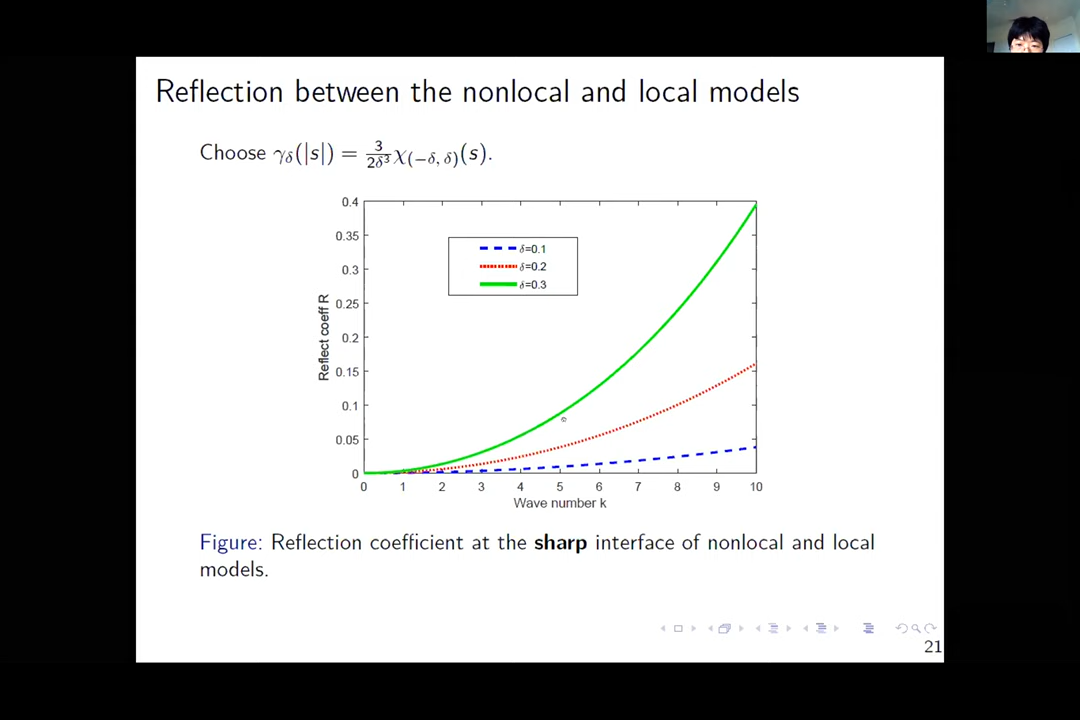 Reflection between the nonlocal and local models
Choose γδ(|s|) = 3/2δ³ χ(−δ, δ)(s).
0.4
0.35
0.3
0.25
0.2
0.15
0.1
0.05
0
Reflect coeff R
δ=0.1
δ=0.2
δ=0.3
0 1 2 3 4 5 6 7 8 9 10
Wave number k
Figure: Reflection coefficient at the sharp interface of nonlocal and local
models.
21